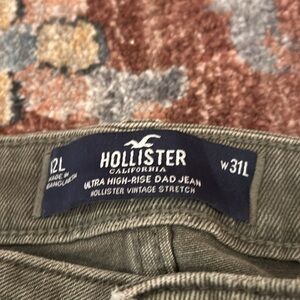 12L
MADE IN
BANGLADESH
HOLLISTER
CALIFORNIA
ULTRA HIGH-RISE DAD JEAN
HOLLISTER VINTAGE STRETCH
W31L